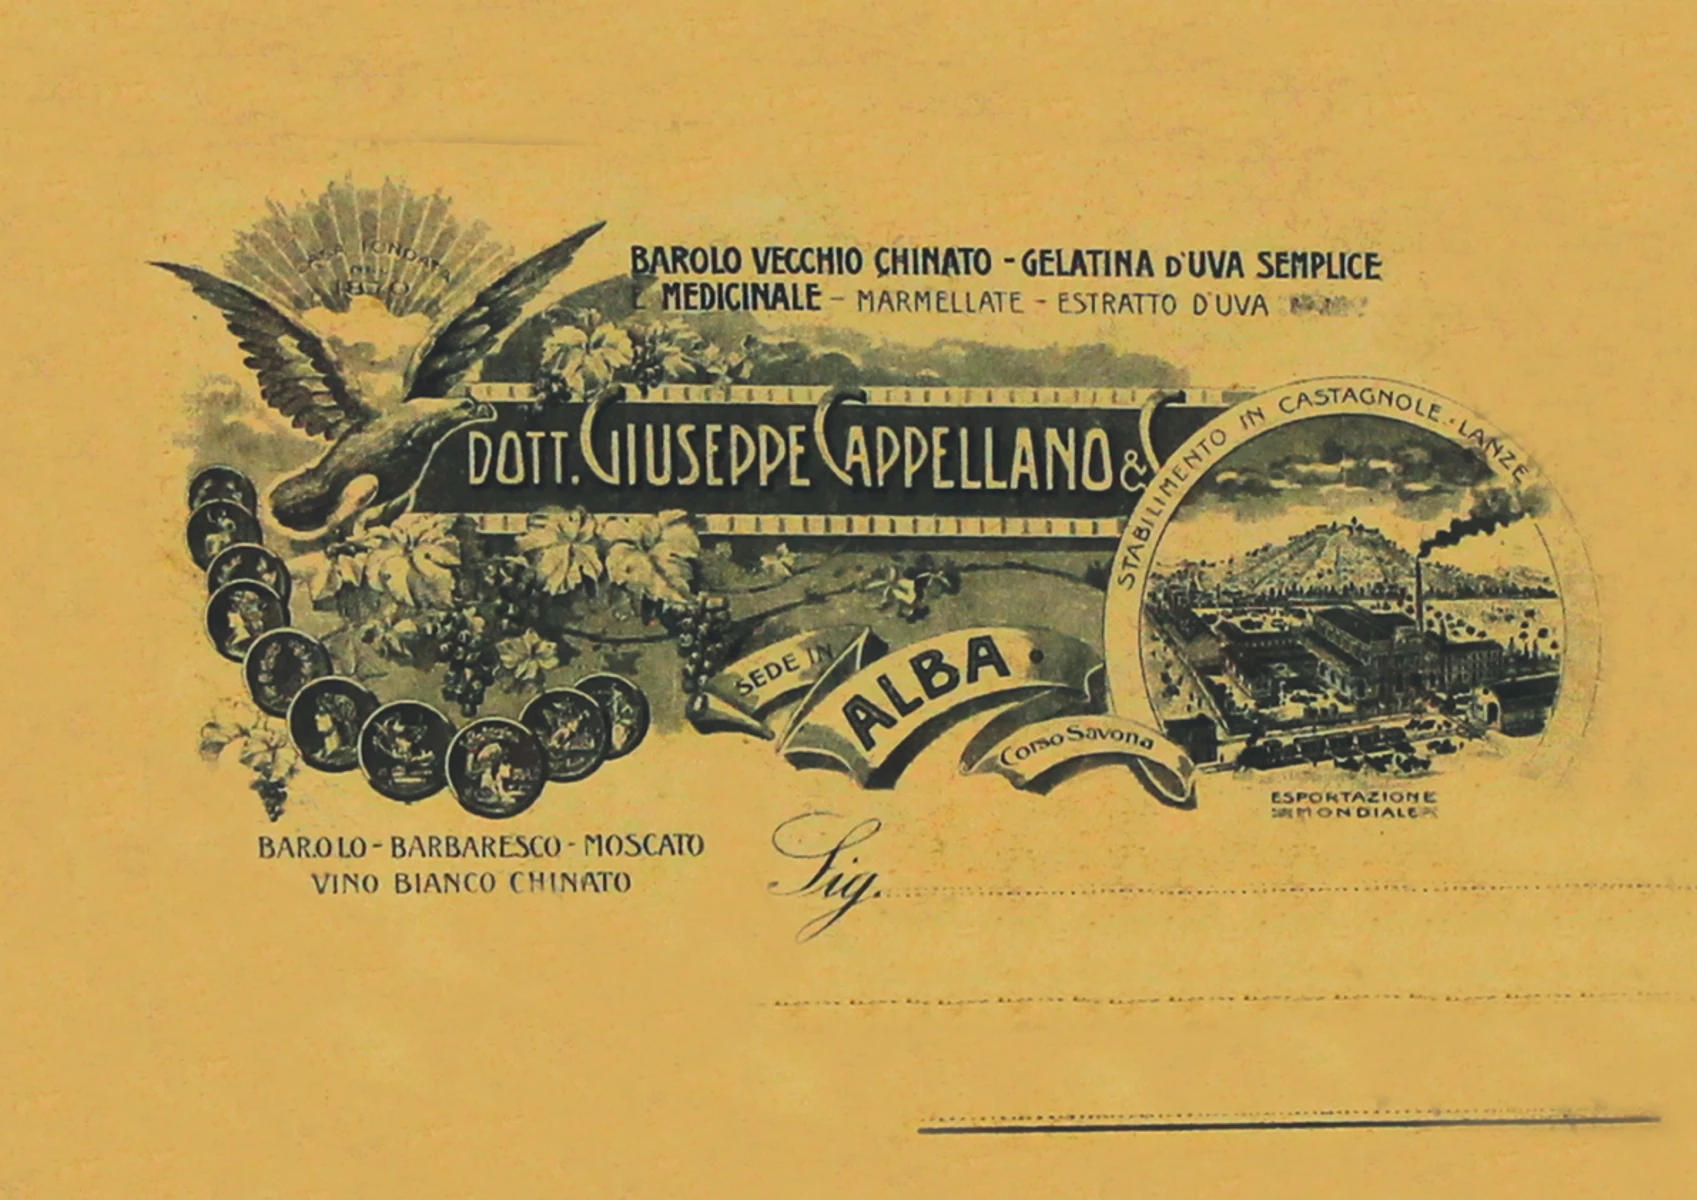 CASA FONDATA
NEL
1870
BAROLO VECCHIO CHINATO - GELATINA D'UVA SEMPLICE
E MEDICINALE - MARMELLATE - ESTRATTO D'UVA
DOTT. GIUSEPPE CAPPELLANO & C
STABILIMENTO IN CASTAGNOLE - LANZE
SEDE IN
ALBA
Corso Savona
ESPORTAZIONE
MONDIALE
BAROLO - BARBARESCO - MOSCATO
VINO BIANCO CHINATO
Sig.